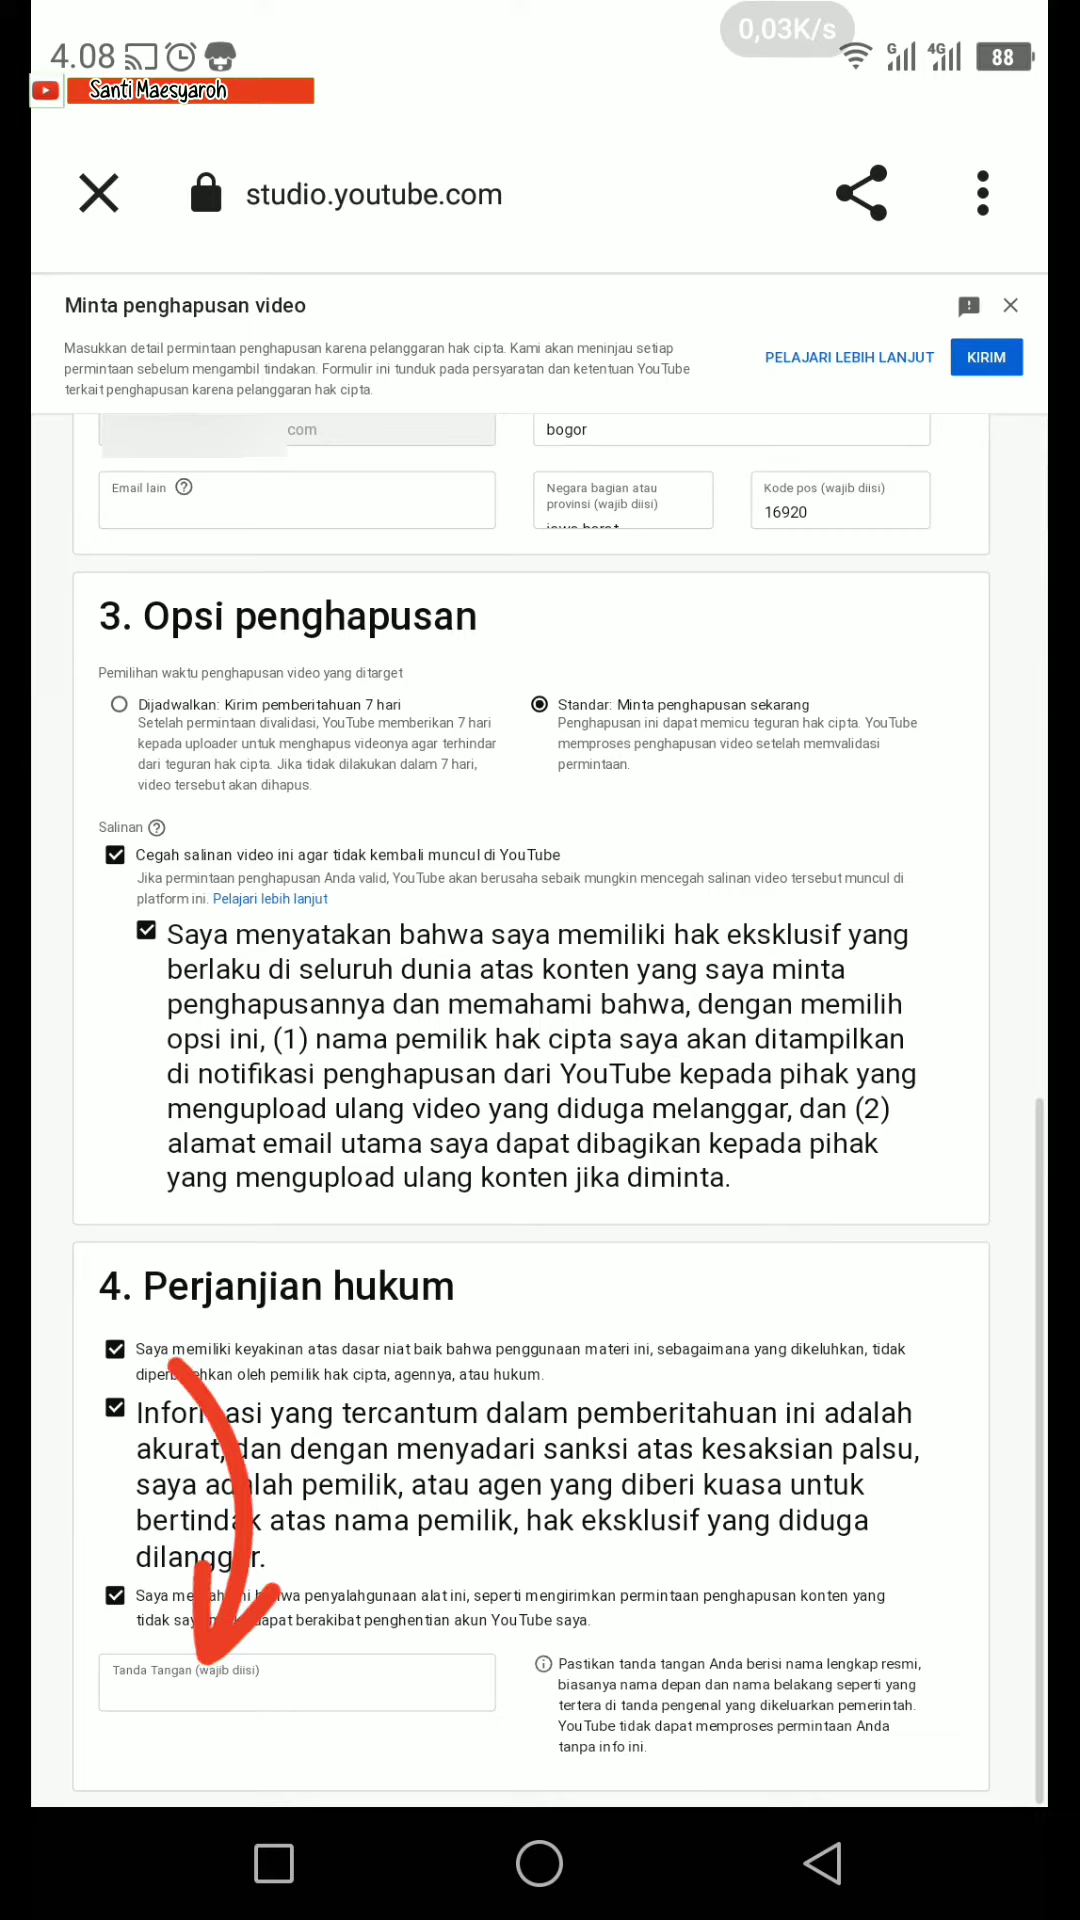 4.08
0,03K/s
G
4G
88
Santi Maesyaroh
studio.youtube.com
Minta penghapusan video
Masukkan detail permintaan penghapusan karena pelanggaran hak cipta. Kami akan meninjau setiap
permintaan sebelum mengambil tindakan. Formulir ini tunduk pada persyaratan dan ketentuan YouTube
terkait penghapusan karena pelanggaran hak cipta.
PELAJARI LEBIH LANJUT
KIRIM
com
bogor
Email lain
Negara bagian atau
provinsi (wajib diisi)
jawa barat
Kode pos (wajib diisi)
16920
3. Opsi penghapusan
Pemilihan waktu penghapusan video yang ditarget
Dijadwalkan: Kirim pemberitahuan 7 hari
Setelah permintaan divalidasi, YouTube memberikan 7 hari
kepada uploader untuk menghapus videonya agar terhindar
dari teguran hak cipta. Jika tidak dilakukan dalam 7 hari,
video tersebut akan dihapus.
Standar: Minta penghapusan sekarang
Penghapusan ini dapat memicu teguran hak cipta. YouTube
memproses penghapusan video setelah memvalidasi
permintaan.
Salinan
Cegah salinan video ini agar tidak kembali muncul di YouTube
Jika permintaan penghapusan Anda valid, YouTube akan berusaha sebaik mungkin mencegah salinan video tersebut muncul di
platform ini. Pelajari lebih lanjut
Saya menyatakan bahwa saya memiliki hak eksklusif yang
berlaku di seluruh dunia atas konten yang saya minta
penghapusannya dan memahami bahwa, dengan memilih
opsi ini, (1) nama pemilik hak cipta saya akan ditampilkan
di notifikasi penghapusan dari YouTube kepada pihak yang
mengupload ulang video yang diduga melanggar, dan (2)
alamat email utama saya dapat dibagikan kepada pihak
yang mengupload ulang konten jika diminta.
4. Perjanjian hukum
Saya memiliki keyakinan atas dasar niat baik bahwa penggunaan materi ini, sebagaimana yang dikeluhkan, tidak
diperbolehkan oleh pemilik hak cipta, agennya, atau hukum.
Informasi yang tercantum dalam pemberitahuan ini adalah
akurat, dan dengan menyadari sanksi atas kesaksian palsu,
saya adalah pemilik, atau agen yang diberi kuasa untuk
bertindak atas nama pemilik, hak eksklusif yang diduga
dilanggar.
Saya memahami bahwa penyalahgunaan alat ini, seperti mengirimkan permintaan penghapusan konten yang
tidak dapat berakibat penghentian akun YouTube saya.
Tanda Tangan (wajib diisi)
Pastikan tanda tangan Anda berisi nama lengkap resmi,
biasanya nama depan dan nama belakang seperti yang
tertera di tanda pengenal yang dikeluarkan pemerintah.
YouTube tidak dapat memproses permintaan Anda
tanpa info ini.